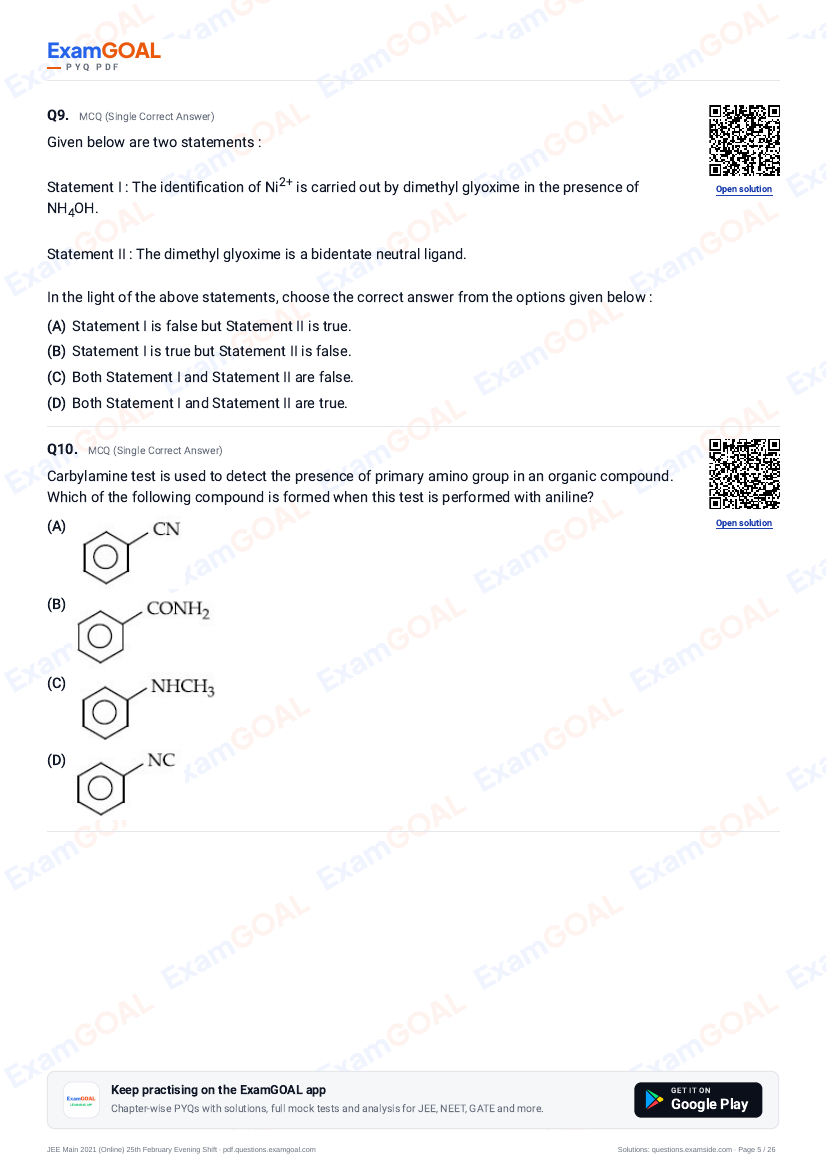 ExamGOAL
PYQ PDF
Q9. MCQ (Single Correct Answer)
Given below are two statements :
Open solution
Statement I : The identification of Ni2+ is carried out by dimethyl glyoxime in the presence of
NH4OH.
Statement II : The dimethyl glyoxime is a bidentate neutral ligand.
In the light of the above statements, choose the correct answer from the options given below :
(A) Statement I is false but Statement II is true.
(B) Statement I is true but Statement II is false.
(C) Both Statement I and Statement II are false.
(D) Both Statement I and Statement II are true.
Q10. MCQ (Single Correct Answer)
Carbylamine test is used to detect the presence of primary amino group in an organic compound.
Which of the following compound is formed when this test is performed with aniline?
Open solution
(A) CN
(B) CONH2
(C) NHCH3
(D) NC
ExamGOAL
Keep practising on the ExamGOAL app
Chapter-wise PYQs with solutions, full mock tests and analysis for JEE, NEET, GATE and more.
GET IT ON
Google Play
JEE Main 2021 (Online) 25th February Evening Shift · pdf.questions.examgoal.com
Solutions: questions.examside.com · Page 5 / 26